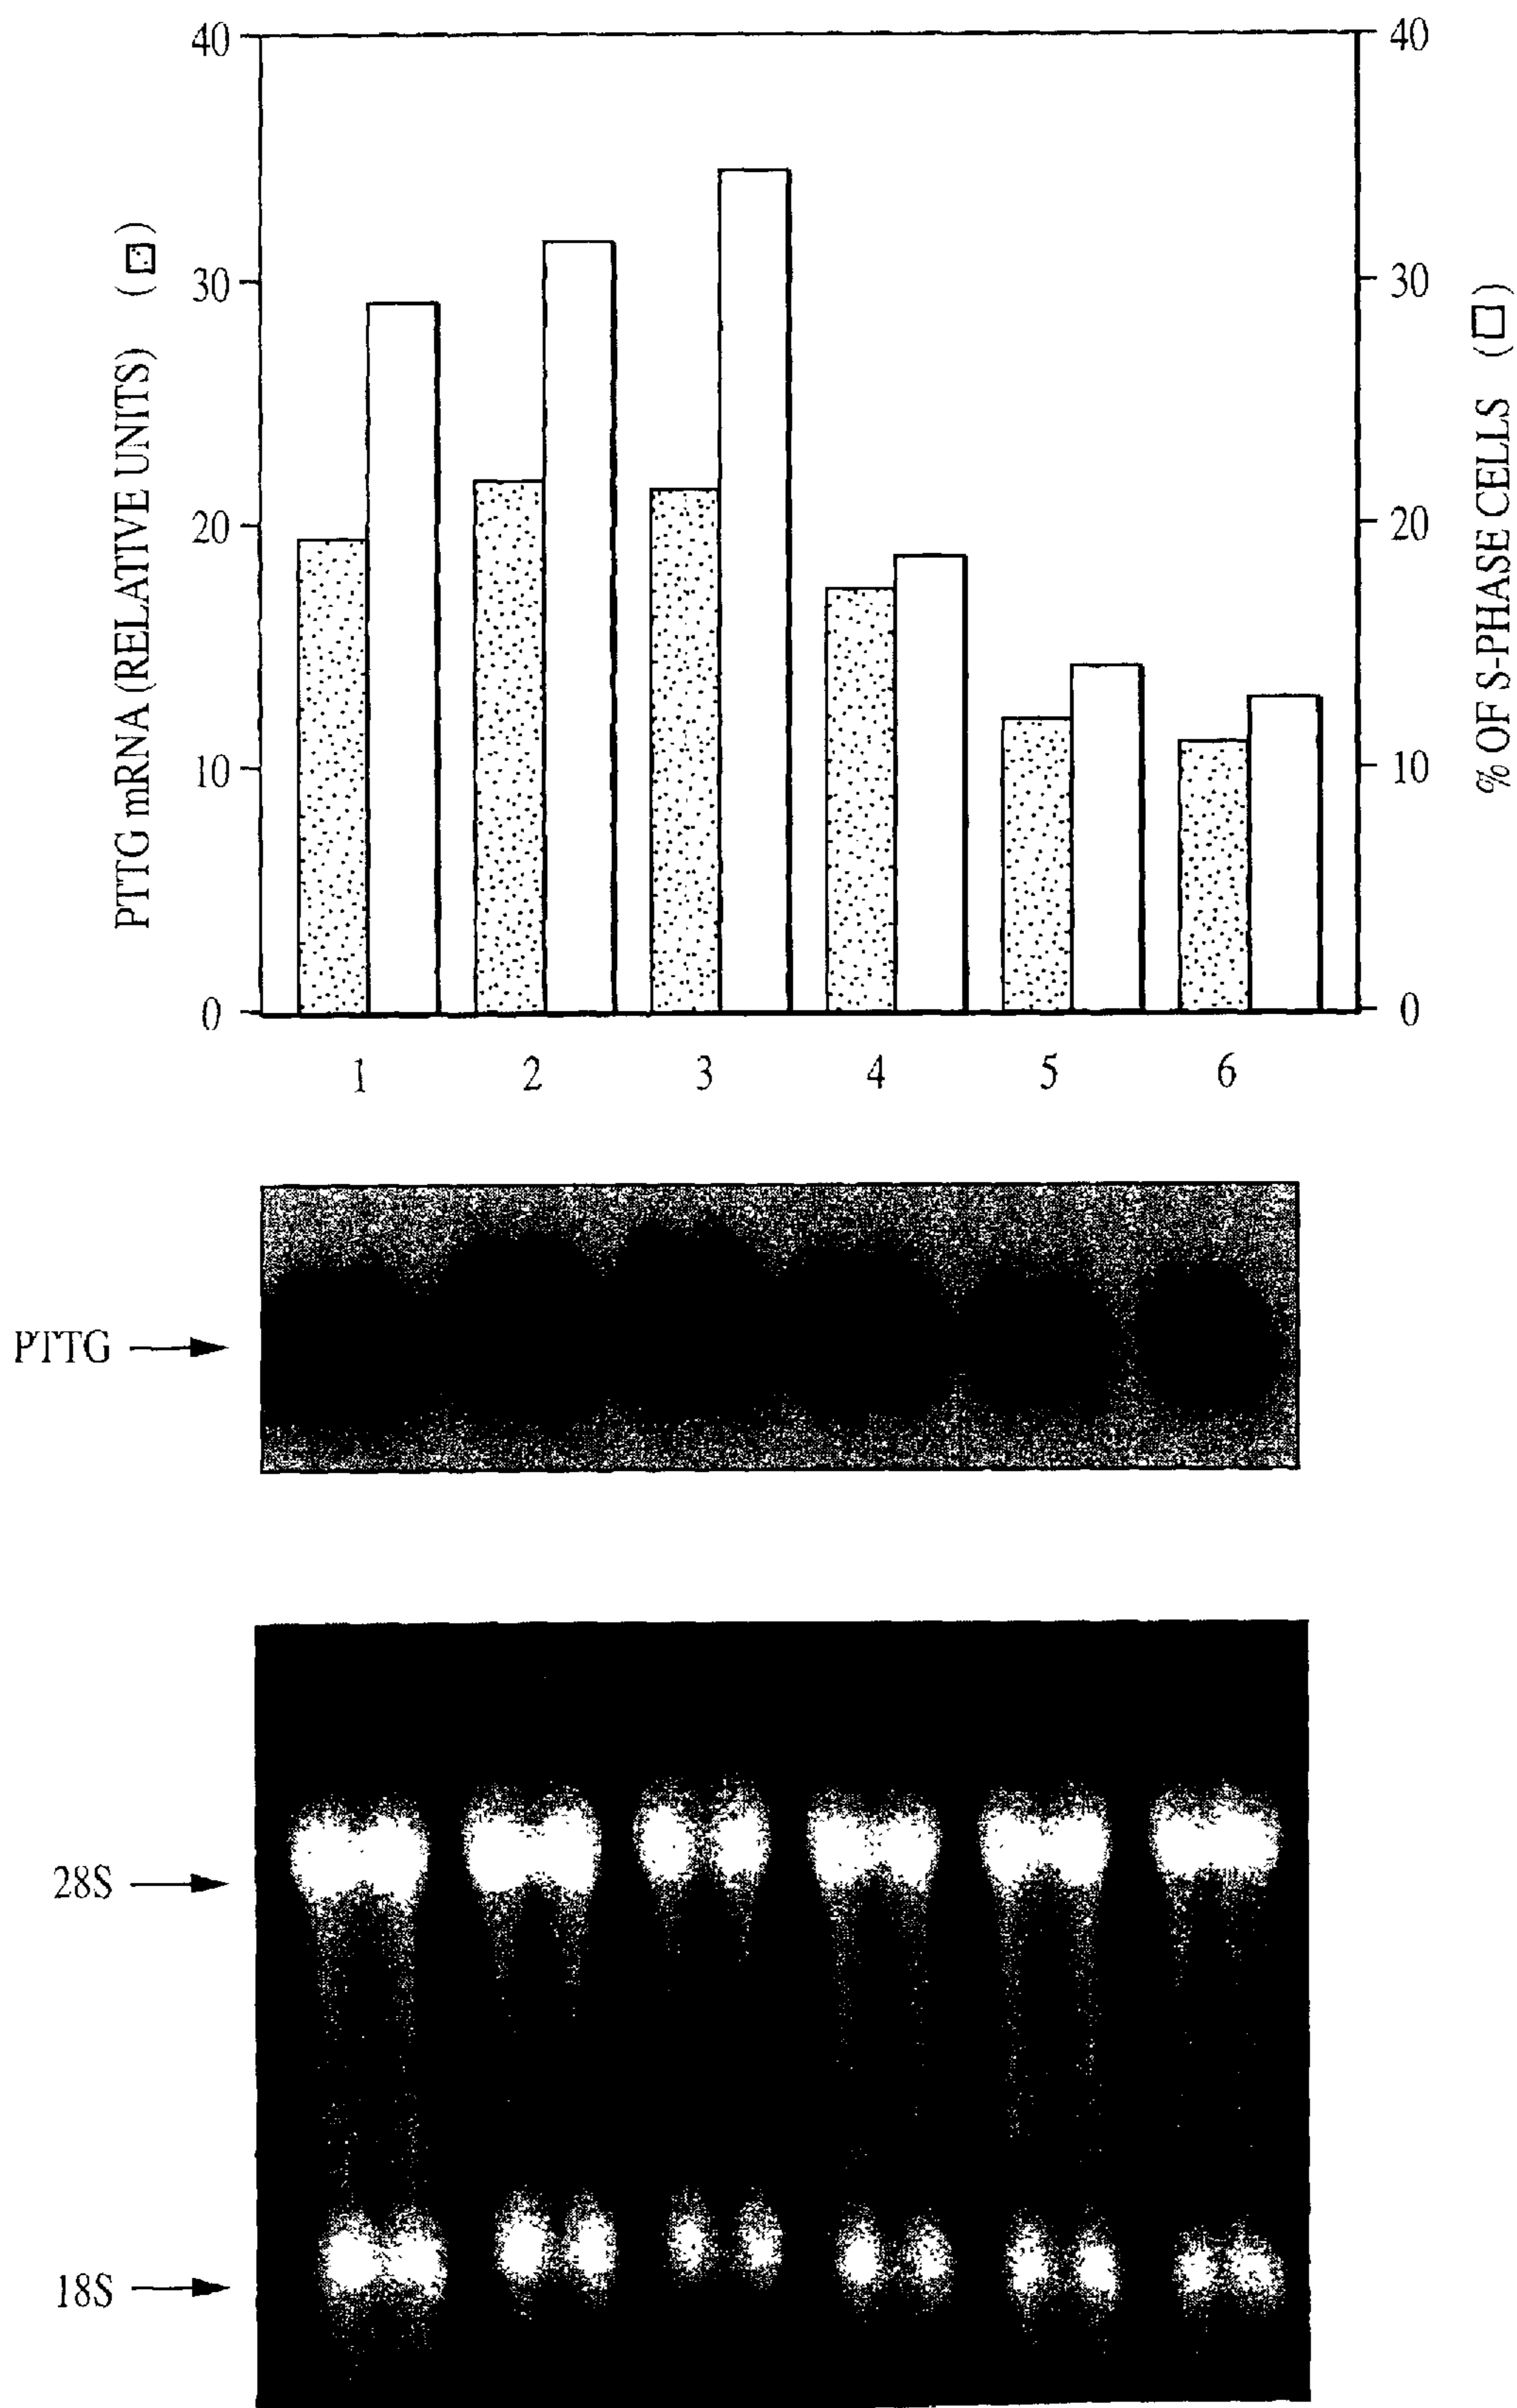 40
30
20
10
0
PTTG mRNA (RELATIVE UNITS) ( )
40
30
20
10
0
% OF S-PHASE CELLS ( )
1 2 3 4 5 6
PTTG
28S
18S